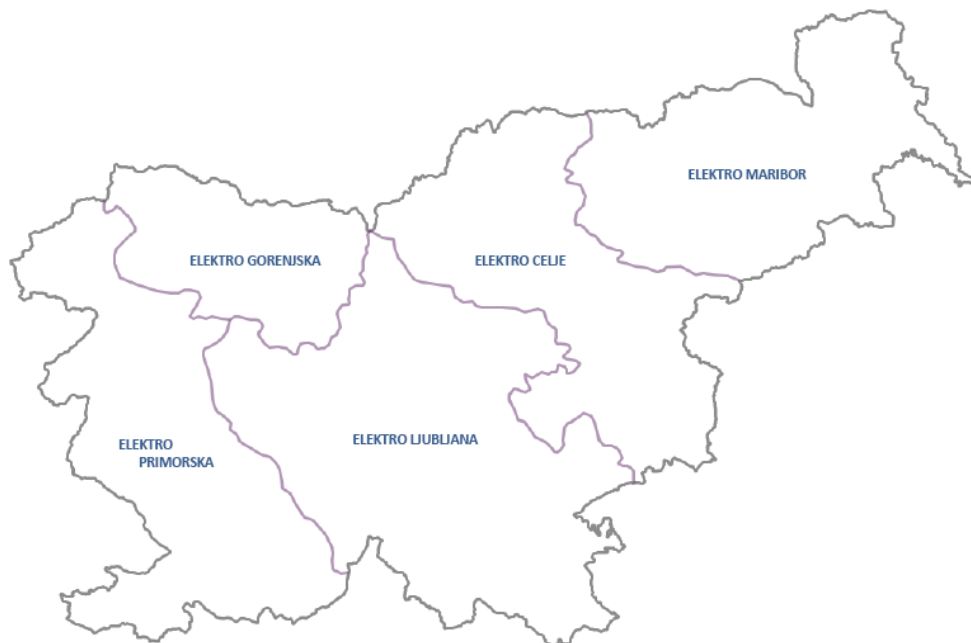 ELEKTRO MARIBOR
ELEKTRO GORENJSKA
ELEKTRO CELJE
ELEKTRO LJUBLJANA
ELEKTRO
PRIMORSKA